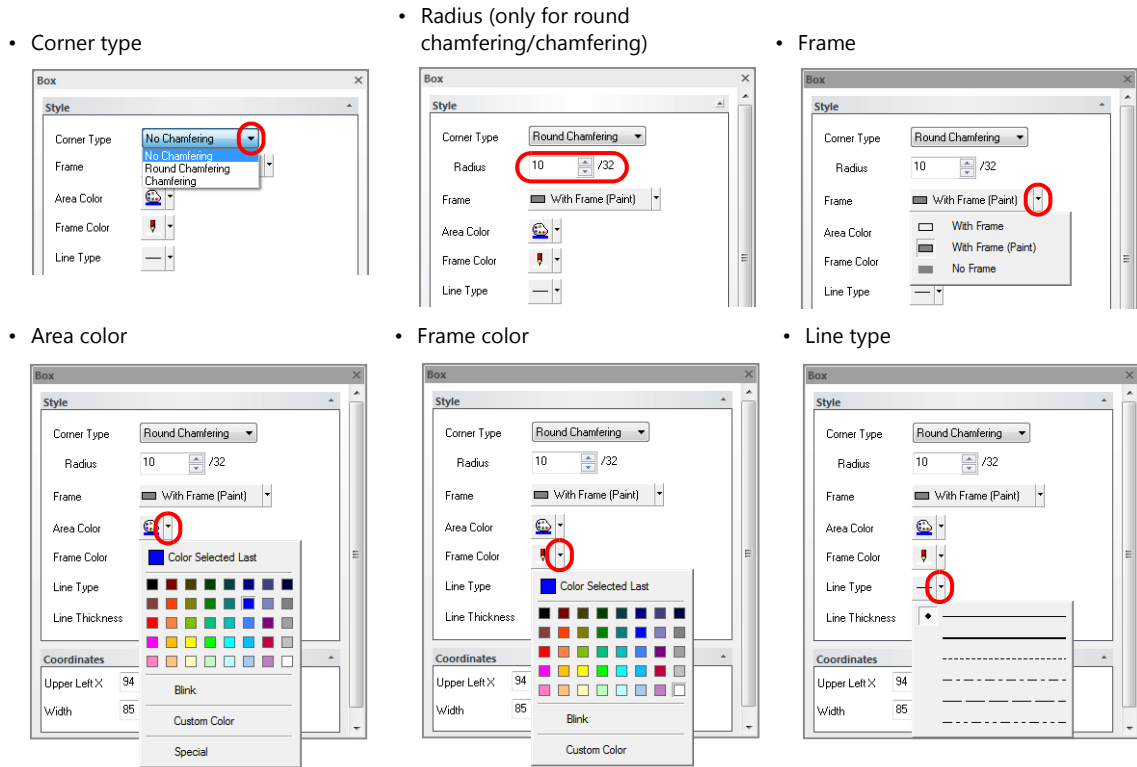 • Corner type
Box
Style
Corner Type No Chamfering
No Chamfering
Round Chamfering
Chamfering
Frame
Area Color
Frame Color
Line Type
• Radius (only for round
chamfering/chamfering)
Box
Style
Corner Type Round Chamfering
Radius 10 /32
Frame With Frame (Paint)
Area Color
Frame Color
Line Type
• Frame
Box
Style
Corner Type Round Chamfering
Radius 10 /32
Frame With Frame (Paint)
With Frame
With Frame (Paint)
No Frame
Area Color
Frame Color
Line Type
• Area color
Box
Style
Corner Type Round Chamfering
Radius 10 /32
Frame With Frame (Paint)
Area Color
Frame Color
Color Selected Last
Line Type
Line Thickness
Coordinates
Upper Left X 94
Width 85
Blink
Custom Color
Special
• Frame color
Box
Style
Corner Type Round Chamfering
Radius 10 /32
Frame With Frame (Paint)
Area Color
Frame Color
Line Type
Color Selected Last
Line Thickness
Coordinates
Upper Left X 94
Width 85
Blink
Custom Color
• Line type
Box
Style
Corner Type Round Chamfering
Radius 10 /32
Frame With Frame (Paint)
Area Color
Frame Color
Line Type
Line Thickness
Coordinates
Upper Left X 94
Width 85